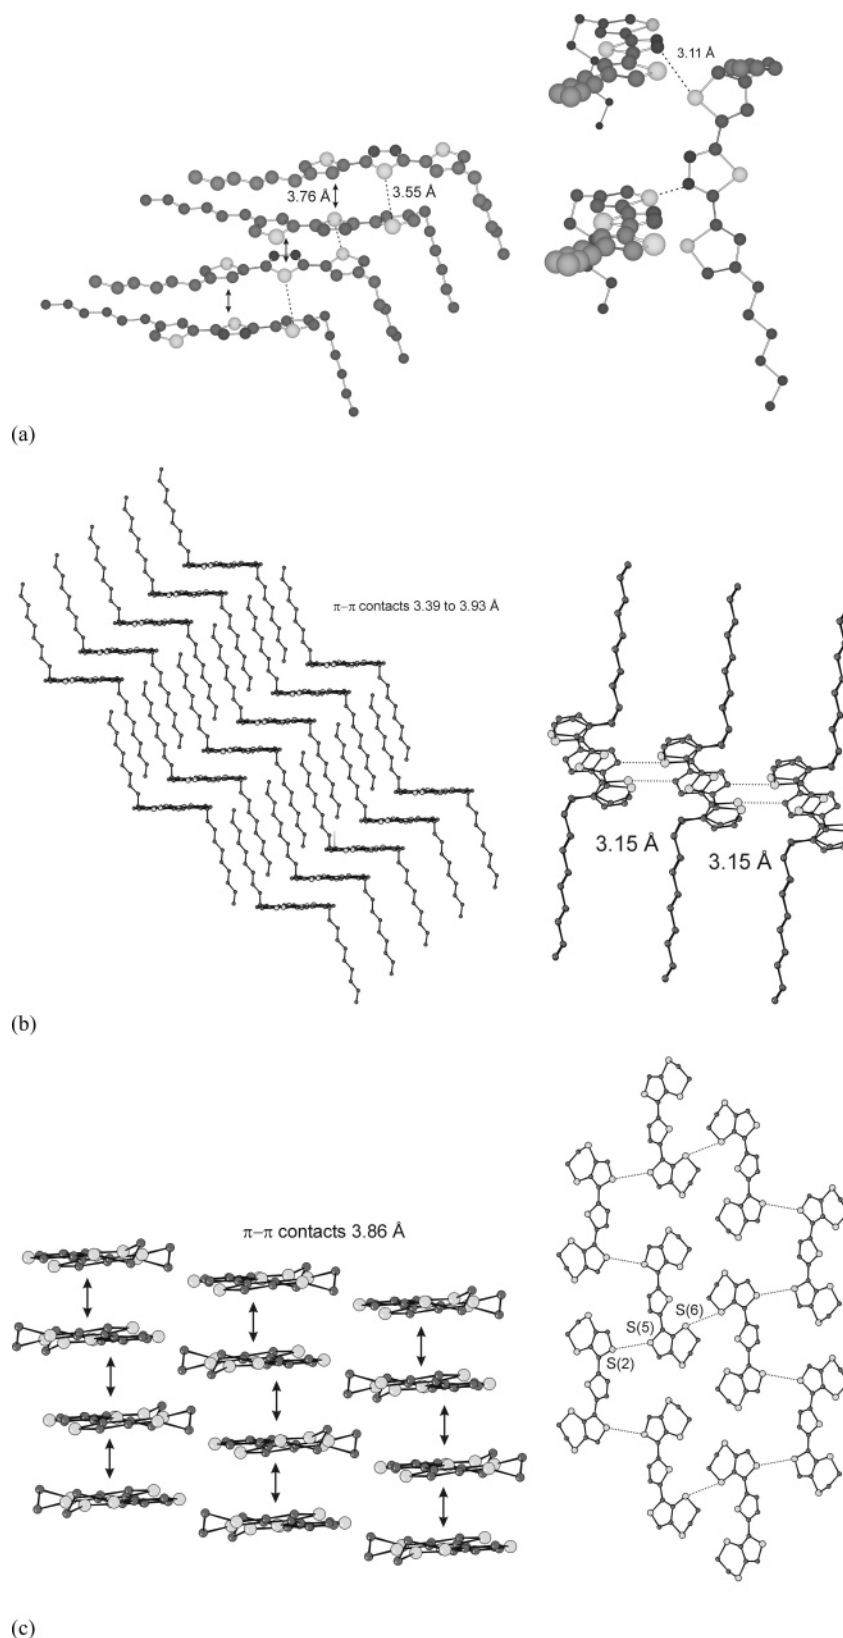 3.11 Å
3.76 Å
3.55 Å
(a)
π–π contacts 3.39 to 3.93 Å
3.15 Å
3.15 Å
(b)
π–π contacts 3.86 Å
S(6)
S(5)
S(2)
(c)